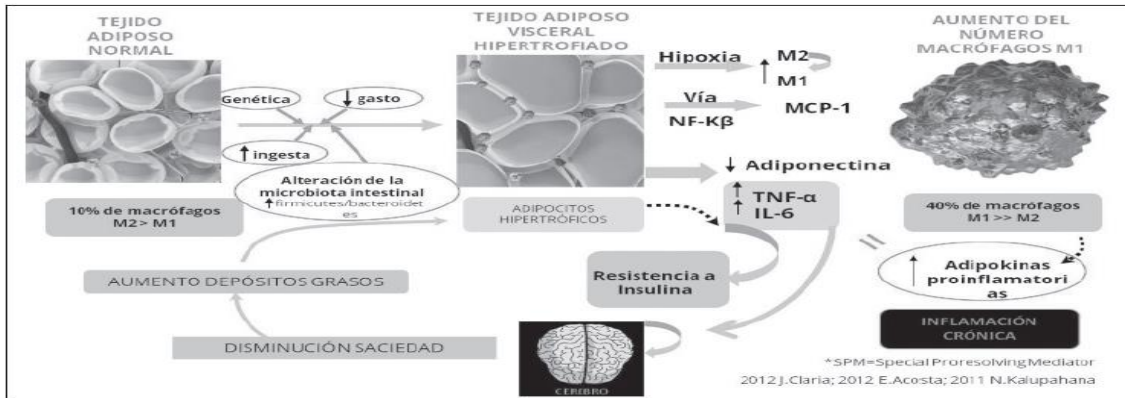 TEJIDO
ADIPOSO
NORMAL
Genética
gasto
ingesta
Alteración de la
microbiota intestinal
firmicutes/bacteroidet
es
10% de macrófagos
M2> M1
TEJIDO ADIPOSO
VISCERAL
HIPERTROFIADO
ADIPOCITOS
HIPERTRÓFICOS
Hipoxia
M2
M1
Vía
NF-Kβ
MCP-1
Adiponectina
TNF-α
IL-6
Resistencia a
Insulina
AUMENTO DEL
NÚMERO
MACRÓFAGOS M1
40% de macrófagos
M1 >> M2
=
Adipokinas
proinflamatori
as
INFLAMACIÓN
CRÓNICA
AUMENTO DEPÓSITOS GRASOS
DISMINUCIÓN SACIEDAD
CEREBRO
*SPM=Special Proresolving Mediator
2012 J.Claria; 2012 E.Acosta; 2011 N.Kalupahana